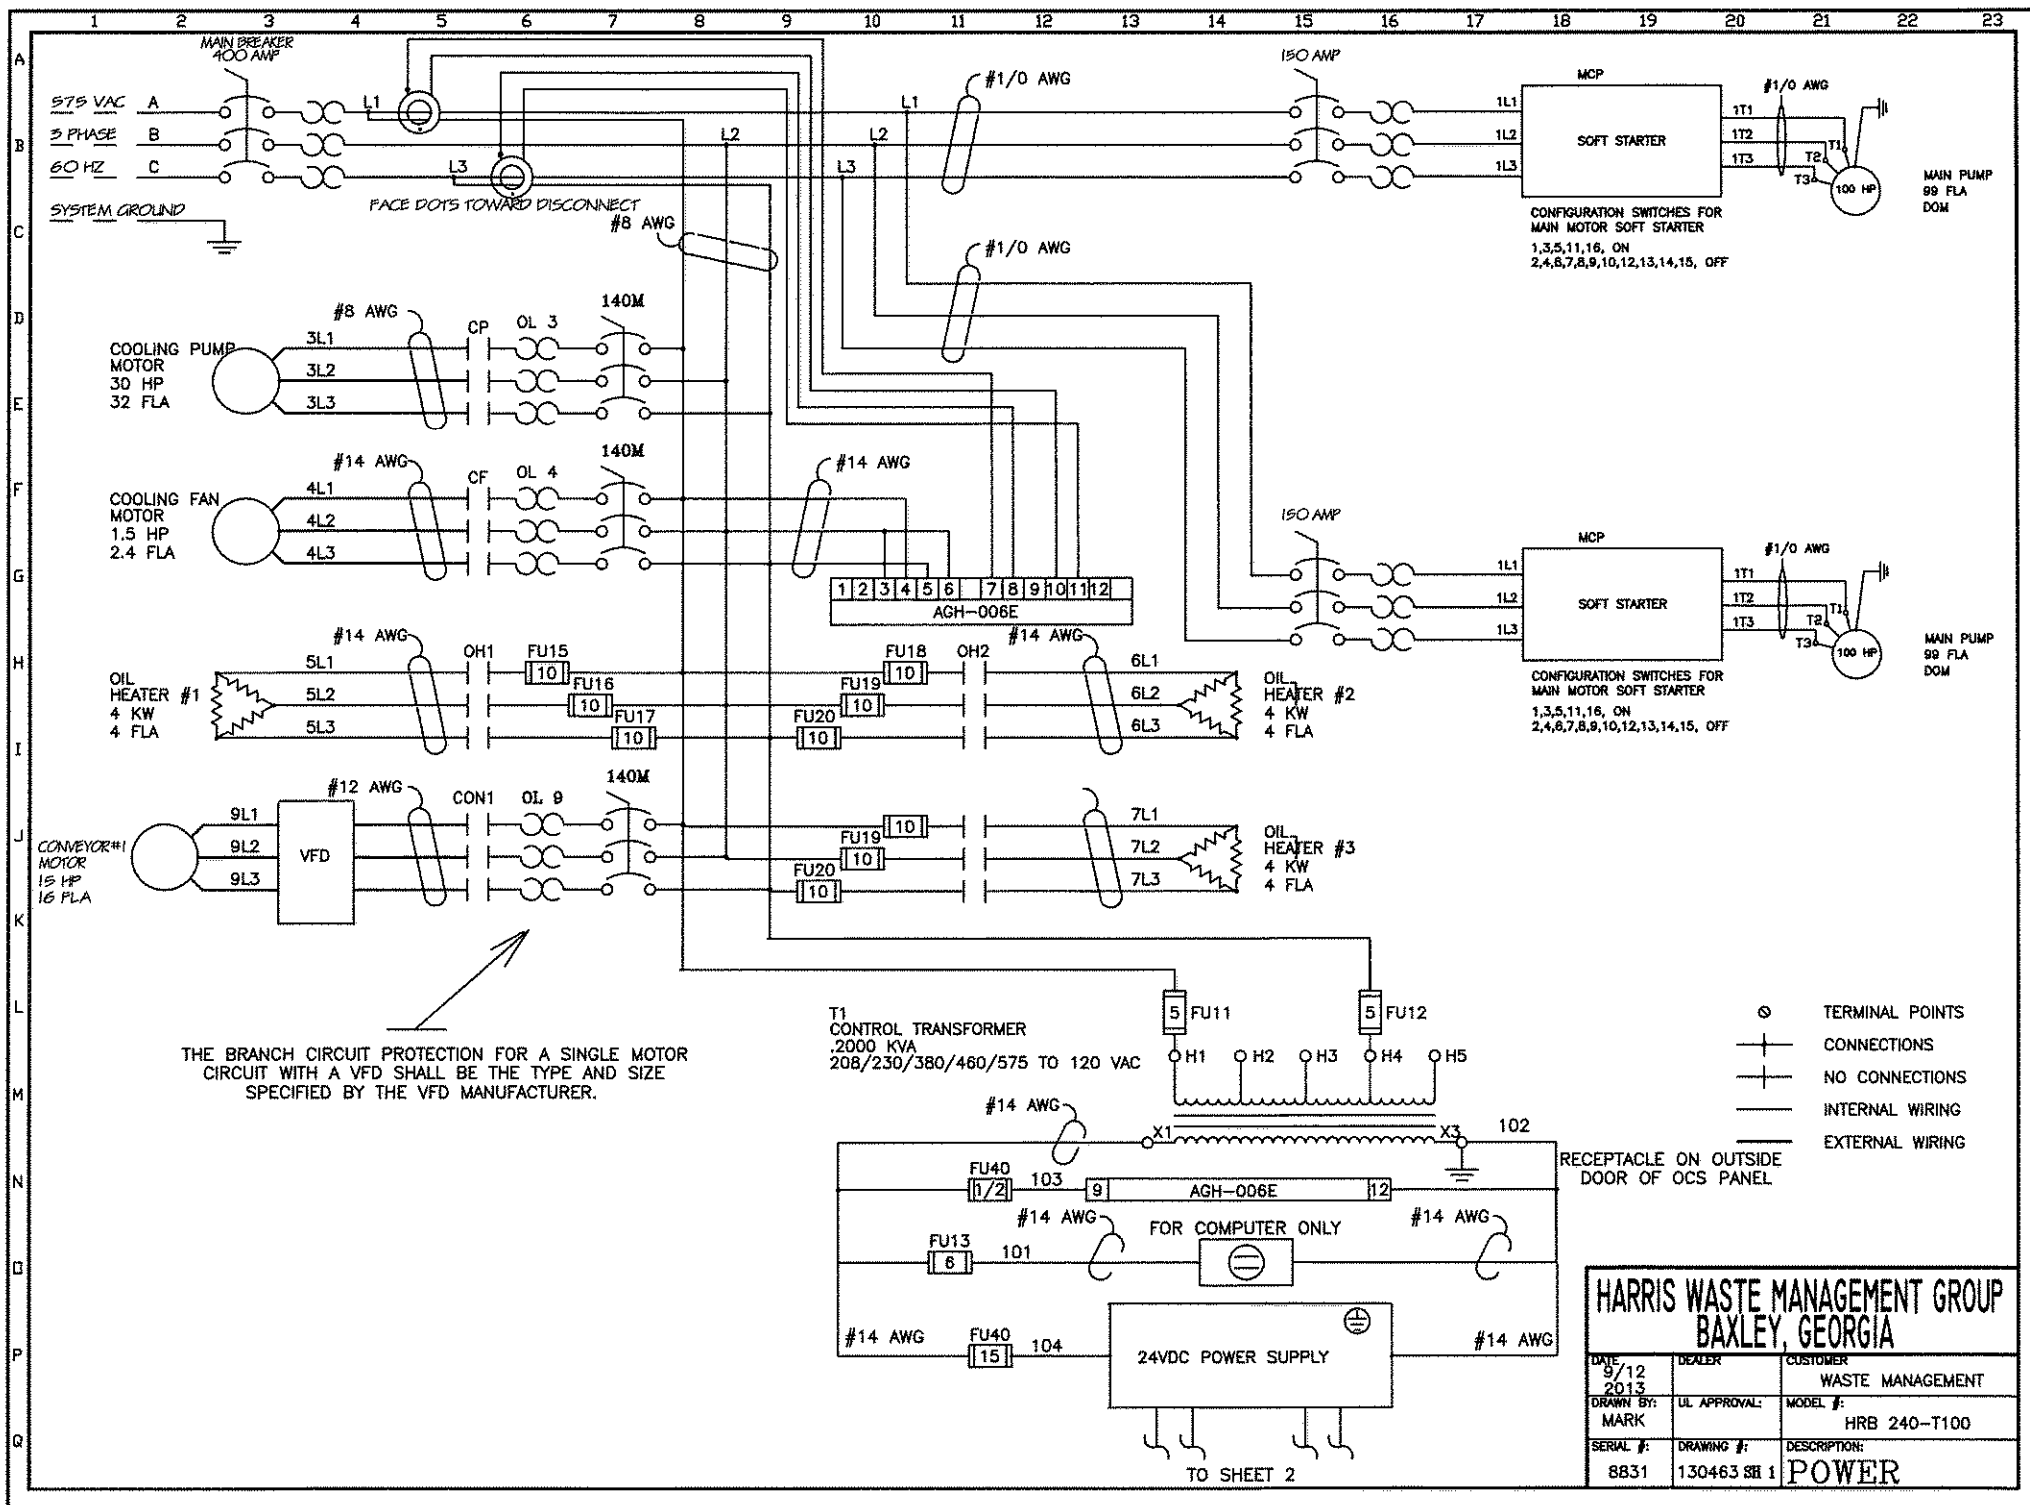 1 2 3 4 5 6 7 8 9 10 11 12 13 14 15 16 17 18 19 20 21 22 23
A
B
C
D
E
F
G
H
I
J
K
L
M
N
O
P
Q
MAIN BREAKER
400 AMP
575 VAC A
3 PHASE B
60 HZ C
SYSTEM GROUND
L1
L2
L3
FACE DOTS TOWARD DISCONNECT
#8 AWG
L1
L2
L3
#1/0 AWG
#1/0 AWG
150 AMP
1L1
1L2
1L3
MCP
SOFT STARTER
CONFIGURATION SWITCHES FOR
MAIN MOTOR SOFT STARTER
1,3,5,11,16, ON
2,4,6,7,8,9,10,12,13,14,15, OFF
#1/0 AWG
1T1
1T2
1T3
T1
T2
T3
100 HP
MAIN PUMP
99 FLA
DOM
COOLING PUMP
MOTOR
30 HP
32 FLA
3L1
3L2
3L3
#8 AWG
CP
OL 3
140M
COOLING FAN
MOTOR
1.5 HP
2.4 FLA
4L1
4L2
4L3
#14 AWG
CF
OL 4
140M
#14 AWG
1 2 3 4 5 6 7 8 9 10 11 12
AGH-006E
150 AMP
1L1
1L2
1L3
MCP
SOFT STARTER
CONFIGURATION SWITCHES FOR
MAIN MOTOR SOFT STARTER
1,3,5,11,16, ON
2,4,6,7,8,9,10,12,13,14,15, OFF
#1/0 AWG
1T1
1T2
1T3
T1
T2
T3
100 HP
MAIN PUMP
99 FLA
DOM
OIL
HEATER #1
4 KW
4 FLA
5L1
5L2
5L3
#14 AWG
OH1
FU15
10
FU16
10
FU17
10
FU18
10
FU19
10
FU20
10
OH2
#14 AWG
6L1
6L2
6L3
OIL
HEATER #2
4 KW
4 FLA
CONVEYOR#1
MOTOR
15 HP
16 FLA
9L1
9L2
9L3
VFD
#12 AWG
CON1
OL 9
140M
10
FU19
10
FU20
10
7L1
7L2
7L3
OIL
HEATER #3
4 KW
4 FLA
THE BRANCH CIRCUIT PROTECTION FOR A SINGLE MOTOR
CIRCUIT WITH A VFD SHALL BE THE TYPE AND SIZE
SPECIFIED BY THE VFD MANUFACTURER.
T1
CONTROL TRANSFORMER
.2000 KVA
208/230/380/460/575 TO 120 VAC
5 FU11
5 FU12
H1 H2 H3 H4 H5
#14 AWG
X1
X3
102
FU40
1/2
103
9 AGH-006E 12
RECEPTACLE ON OUTSIDE
DOOR OF OCS PANEL
#14 AWG
FOR COMPUTER ONLY
#14 AWG
FU13
6
101
#14 AWG
FU40
15
104
24VDC POWER SUPPLY
#14 AWG
TO SHEET 2
TERMINAL POINTS
CONNECTIONS
NO CONNECTIONS
INTERNAL WIRING
EXTERNAL WIRING
HARRIS WASTE MANAGEMENT GROUP
BAXLEY, GEORGIA
DATE
9/12
2013
DEALER
CUSTOMER
WASTE MANAGEMENT
DRAWN BY:
MARK
UL APPROVAL:
MODEL #:
HRB 240-T100
SERIAL #:
8831
DRAWING #:
130463 SH 1
DESCRIPTION:
POWER